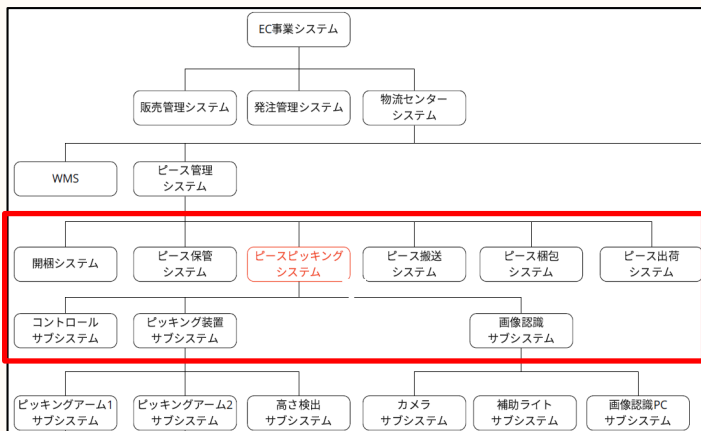 EC事業システム
販売管理システム
発注管理システム
物流センター
システム
WMS
ピース管理
システム
開梱システム
ピース保管
システム
ピースピッキング
システム
ピース搬送
システム
ピース梱包
システム
ピース出荷
システム
コントロール
サブシステム
ピッキング装置
サブシステム
画像認識
サブシステム
ピッキングアーム1
サブシステム
ピッキングアーム2
サブシステム
高さ検出
サブシステム
カメラ
サブシステム
補助ライト
サブシステム
画像認識PC
サブシステム